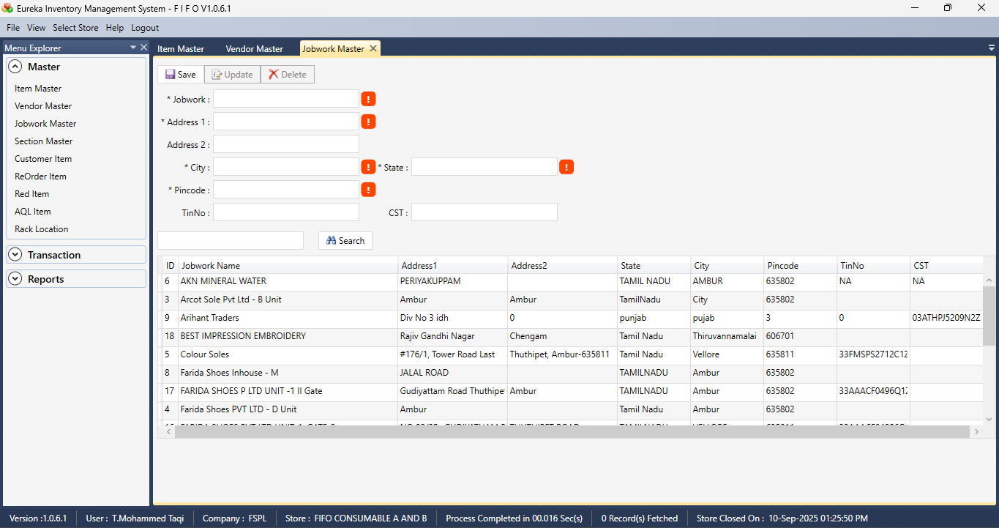 Eureka Inventory Management System - F I F O V1.0.6.1
File View Select Store Help Logout
Menu Explorer
Item Master Vendor Master Jobwork Master
Master
Item Master
Vendor Master
Jobwork Master
Section Master
Customer Item
ReOrder Item
Red Item
AQL Item
Rack Location
Transaction
Reports
Save Update Delete
* Jobwork : !
* Address 1 : !
Address 2 :
* City : ! * State : !
* Pincode : !
TinNo : CST :
Search
ID Jobwork Name Address1 Address2 State City Pincode TinNo CST
6 AKN MINERAL WATER PERIYAKUPPAM TAMIL NADU AMBUR 635802 NA NA
3 Arcot Sole Pvt Ltd - B Unit Ambur Ambur TamilNadu City 635802
9 Arihant Traders Div No 3 idh 0 punjab pujab 3 0 03ATHPJ5209N2Z
18 BEST IMPRESSION EMBROIDERY Rajiv Gandhi Nagar Chengam Tamil Nadu Thiruvannamalai 606701
5 Colour Soles #176/1, Tower Road Last Thuthipet, Ambur-635811 Tamil Nadu Vellore 635811 33FMSPS2712C1Z
8 Farida Shoes Inhouse - M JALAL ROAD TAMILNADU Ambur 635802
17 FARIDA SHOES P LTD UNIT -1 II Gate Gudiyattam Road Thuthipe Ambur TAMILNADU Ambur 635802 33AAACF0496Q1Z
4 Farida Shoes PVT LTD - D Unit Ambur Tamil Nadu Ambur 635802
Version :1.0.6.1 User : T.Mohammed Taqi Company : FSPL Store : FIFO CONSUMABLE A AND B Process Completed in 00.016 Sec(s) 0 Record(s) Fetched Store Closed On : 10-Sep-2025 01:25:50 PM